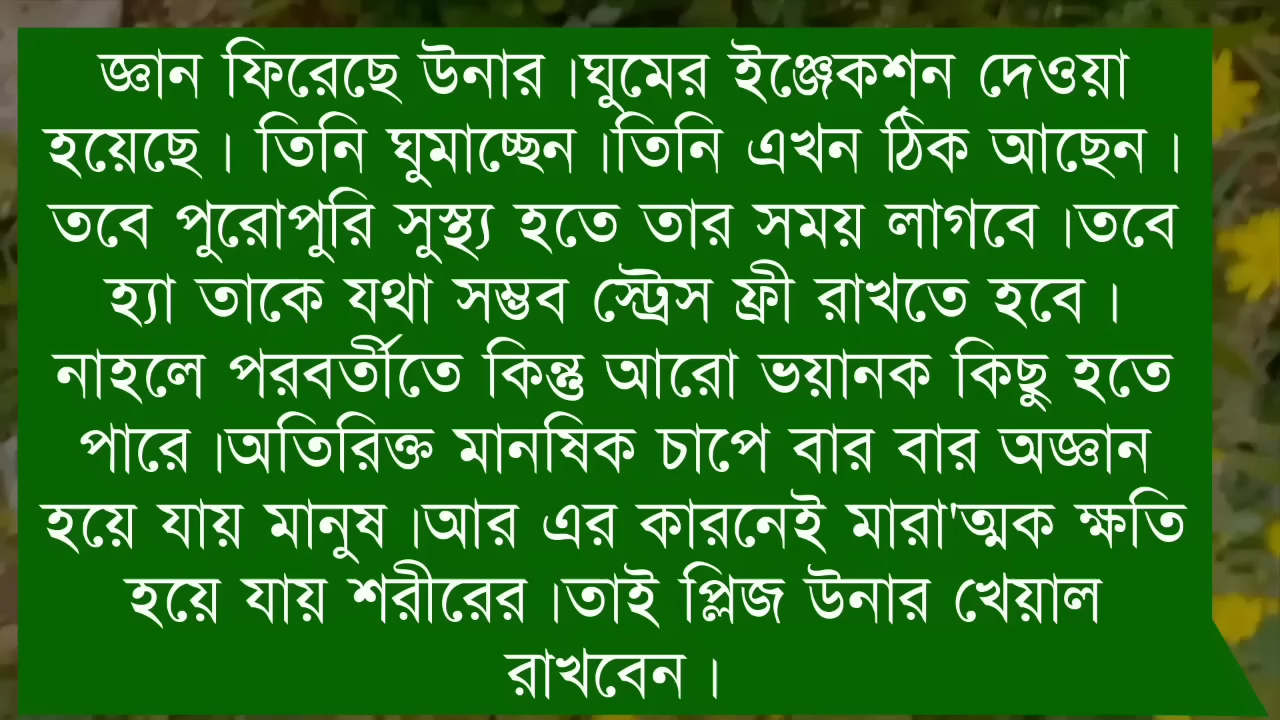 জ্ঞান ফিরেছে উনার ।ঘুমের ইঞ্জেকশন দেওয়া
হয়েছে । তিনি ঘুমাচ্ছেন ।তিনি এখন ঠিক আছেন ।
তবে পুরোপুরি সুস্থ্য হতে তার সময় লাগবে ।তবে
হ্যা তাকে যথা সম্ভব স্ট্রেস ফ্রী রাখতে হবে ।
নাহলে পরবর্তীতে কিন্তু আরো ভয়ানক কিছু হতে
পারে ।অতিরিক্ত মানষিক চাপে বার বার অজ্ঞান
হয়ে যায় মানুষ ।আর এর কারনেই মারা'ত্মক ক্ষতি
হয়ে যায় শরীরের ।তাই প্লিজ উনার খেয়াল
রাখবেন ।